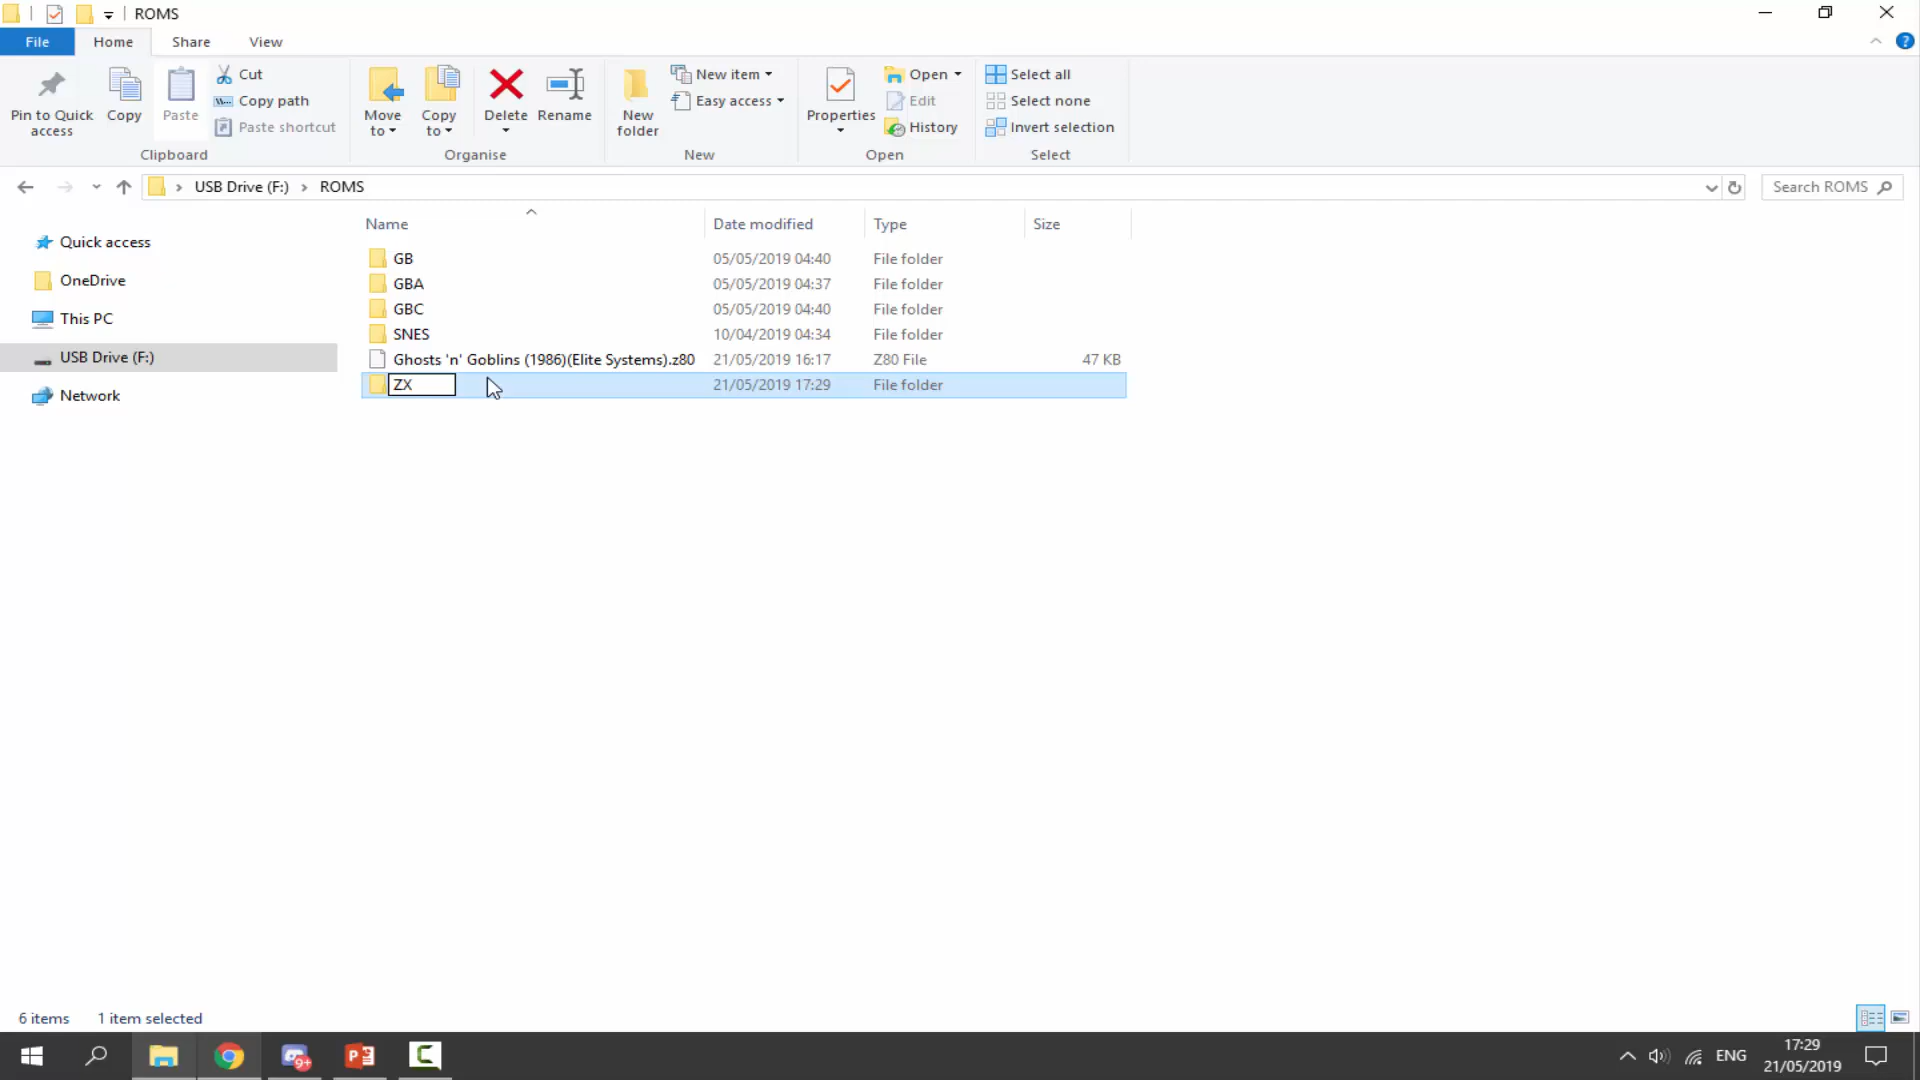 ROMS
File Home Share View
Pin to Quick access
Copy
Paste
Cut
Copy path
Paste shortcut
Clipboard
Move to
Copy to
Delete
Rename
Organise
New folder
New item
Easy access
New
Properties
Open
Edit
History
Open
Select all
Select none
Invert selection
Select
USB Drive (F:) ROMS
Search ROMS
Quick access
OneDrive
This PC
USB Drive (F:)
Network
Name Date modified Type Size
GB 05/05/2019 04:40 File folder
GBA 05/05/2019 04:37 File folder
GBC 05/05/2019 04:40 File folder
SNES 10/04/2019 04:34 File folder
Ghosts 'n' Goblins (1986)(Elite Systems).z80 21/05/2019 16:17 Z80 File 47 KB
ZX 21/05/2019 17:29 File folder
6 items 1 item selected
9+
P
C
ENG
17:29
21/05/2019